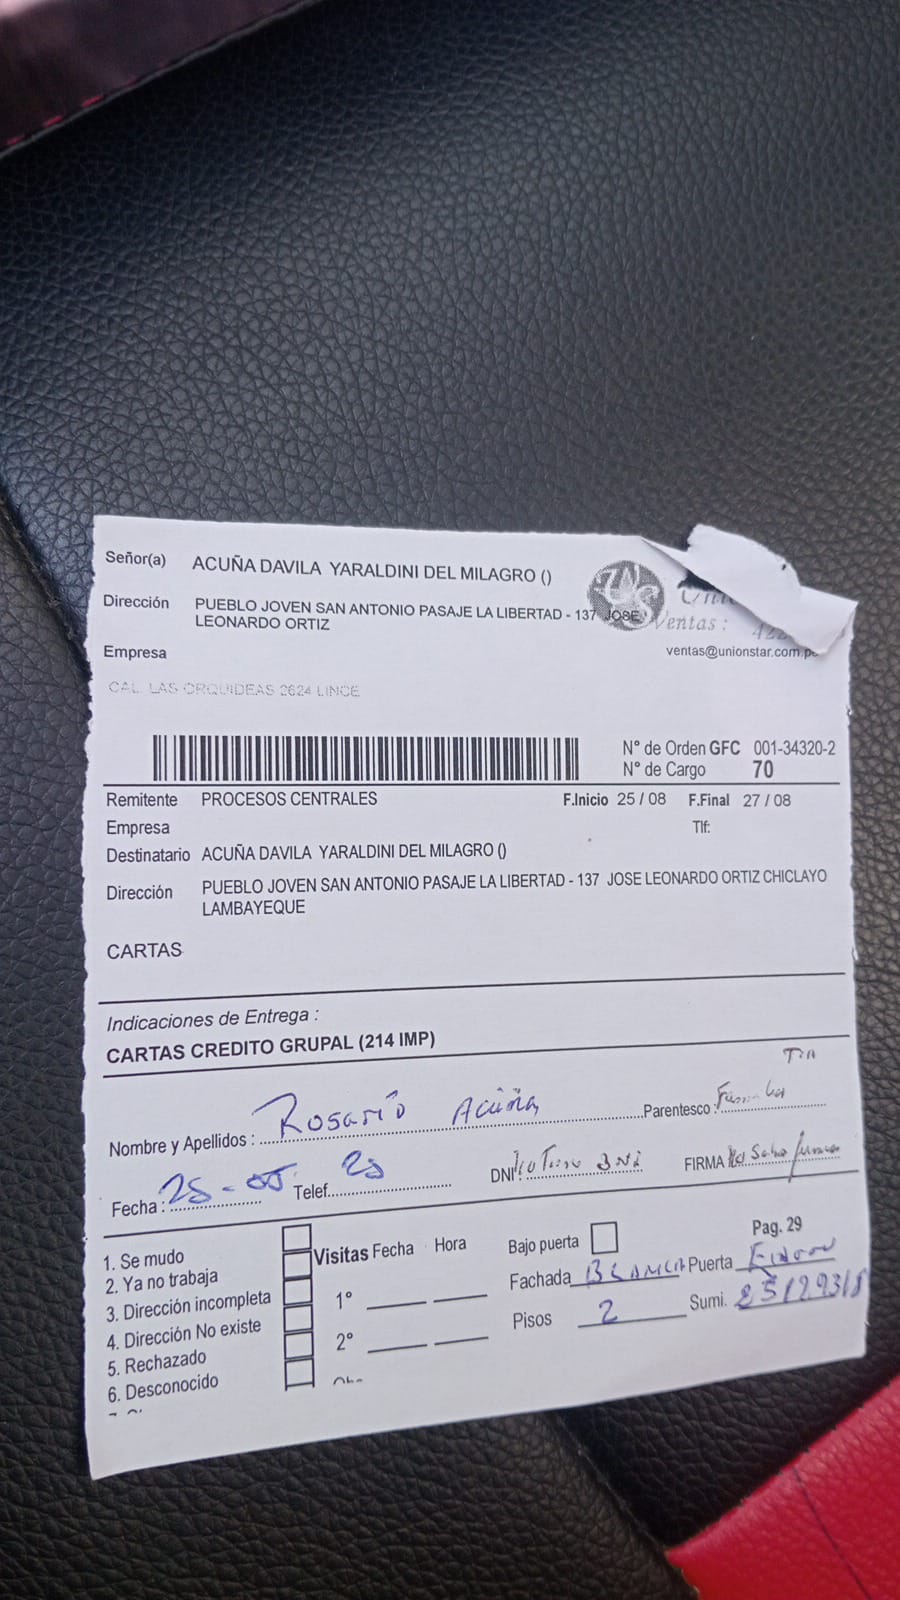 Señor(a) ACUÑA DAVILA YARALDINI DEL MILAGRO ()
Dirección PUEBLO JOVEN SAN ANTONIO PASAJE LA LIBERTAD - 137 JOSE
LEONARDO ORTIZ
Ventas :
Empresa
ventas@unionstar.com.pe
CAL. LAS ORQUIDEAS 2624 LINCE
N° de Orden GFC 001-34320-2
N° de Cargo 70
Remitente PROCESOS CENTRALES F.Inicio 25 / 08 F.Final 27 / 08
Empresa Tlf:
Destinatario ACUÑA DAVILA YARALDINI DEL MILAGRO ()
Dirección PUEBLO JOVEN SAN ANTONIO PASAJE LA LIBERTAD - 137 JOSE LEONARDO ORTIZ CHICLAYO
LAMBAYEQUE
CARTAS
Indicaciones de Entrega :
CARTAS CREDITO GRUPAL (214 IMP)
Nombre y Apellidos : Rosario Acuña Parentesco :
Fecha : 25 - Telef. 25 DNI : FIRMA
1. Se mudo
2. Ya no trabaja
3. Dirección incompleta
4. Dirección No existe
5. Rechazado
6. Desconocido
Visitas Fecha Hora
1°
2°
Bajo puerta
Pag. 29
Fachada BLANCA Puerta
Pisos 2 Sumi. 25129318